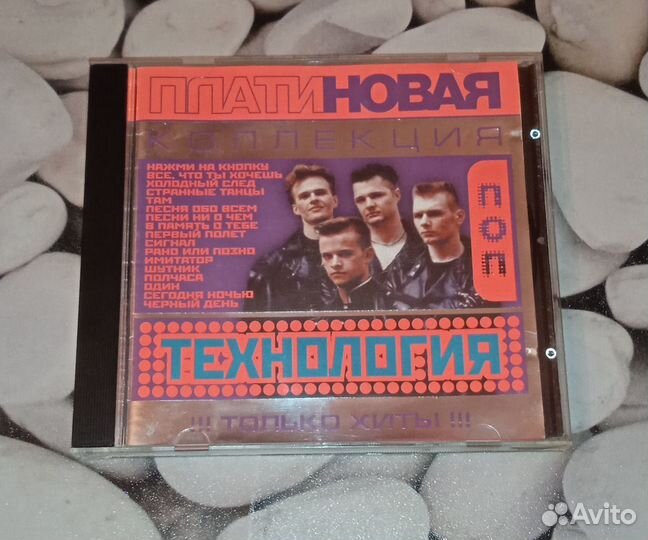 ПЛАТИНОВАЯ
КОЛЛЕКЦИЯ
НАЖМИ НА КНОПКУ
ВСЕ, ЧТО ТЫ ХОЧЕШЬ
ХОЛОДНЫЙ СЛЕД
СТРАННЫЕ ТАНЦЫ
ТАМ
ПЕСНЯ ОБО ВСЕМ
ПЕСНИ НИ О ЧЕМ
В ПАМЯТЬ О ТЕБЕ
ПЕРВЫЙ ПОЛЕТ
СИГНАЛ
РАНО ИЛИ ПОЗНО
ИМИТАТОР
ШУТНИК
ПОЛЧАСА
ОДИН
СЕГОДНЯ НОЧЬЮ
ЧЕРНЫЙ ДЕНЬ
ПОП
ТЕХНОЛОГИЯ
!!! ТОЛЬКО ХИТЫ !!!
Avito